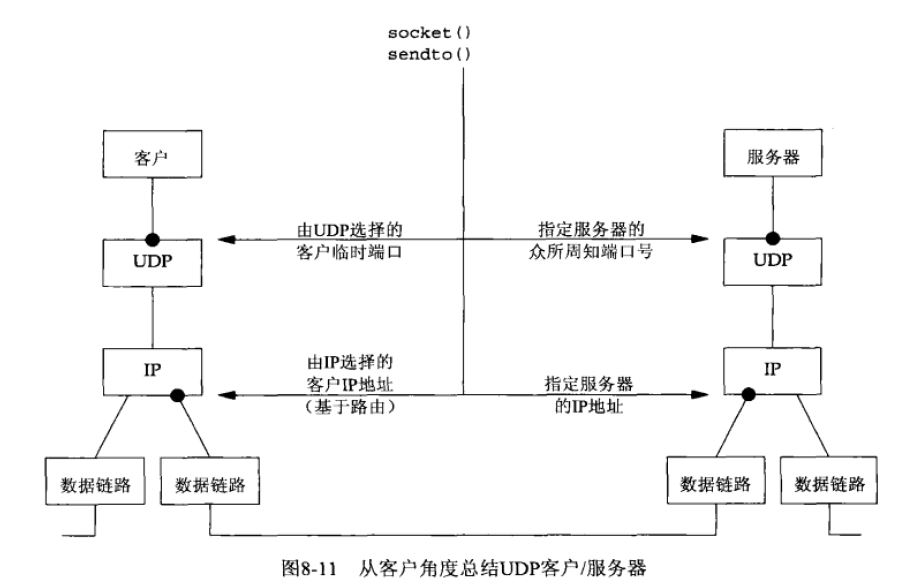 socket()
sendto()
客户
服务器
由UDP选择的
客户临时端口
指定服务器的
众所周知端口号
UDP
UDP
IP
由IP选择的
客户IP地址
（基于路由）
指定服务器
的IP地址
IP
数据链路
数据链路
数据链路
数据链路
图8-11 从客户角度总结UDP客户/服务器